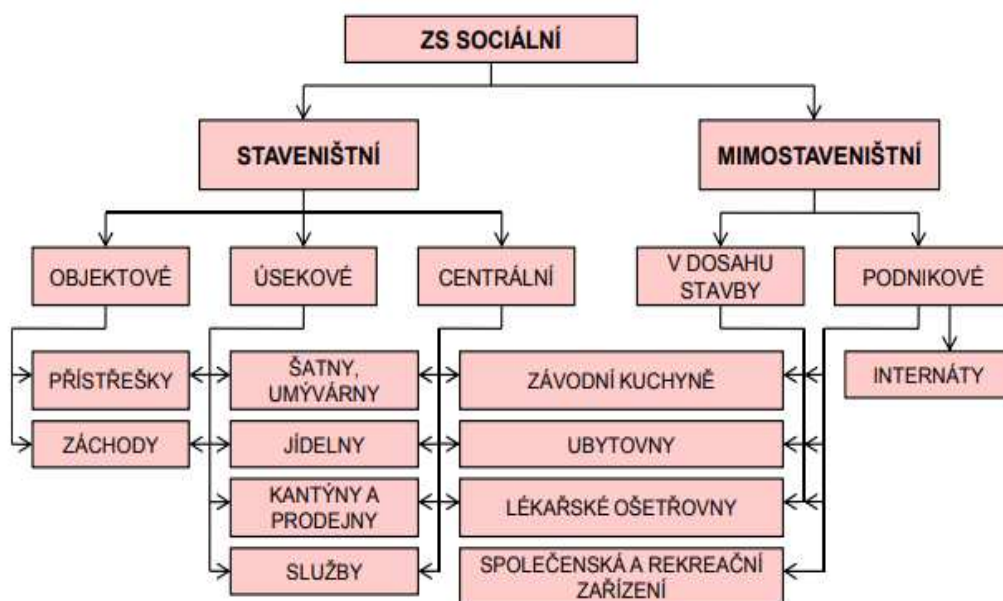 ZS SOCIÁLNÍ
STAVENIŠTNÍ
MIMOSTAVENIŠTNÍ
OBJEKTOVÉ
ÚSEKOVÉ
CENTRÁLNÍ
V DOSAHU
STAVBY
PODNIKOVÉ
PŘÍSTŘEŠKY
ŠATNY,
UMÝVÁRNY
ZÁVODNÍ KUCHYNĚ
INTERNÁTY
ZÁCHODY
JÍDELNY
UBYTOVNY
KANTÝNY A
PRODEJNY
LÉKAŘSKÉ OŠETŘOVNY
SLUŽBY
SPOLEČENSKÁ A REKREAČNÍ
ZAŘÍZENÍ